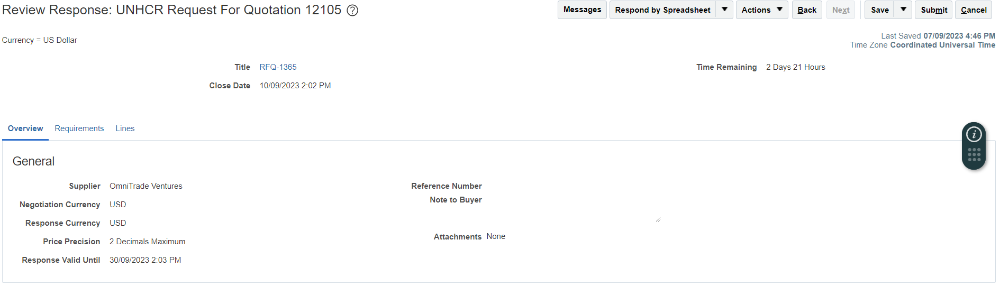 Review Response: UNHCR Request For Quotation 12105 ?
Messages Respond by Spreadsheet Actions Back Next Save Submit Cancel
Currency = US Dollar
Last Saved 07/09/2023 4:46 PM
Time Zone Coordinated Universal Time
Title RFQ-1365
Time Remaining 2 Days 21 Hours
Close Date 10/09/2023 2:02 PM
Overview Requirements Lines
i
General
Supplier OmniTrade Ventures
Negotiation Currency USD
Response Currency USD
Price Precision 2 Decimals Maximum
Response Valid Until 30/09/2023 2:03 PM
Reference Number
Note to Buyer
Attachments None